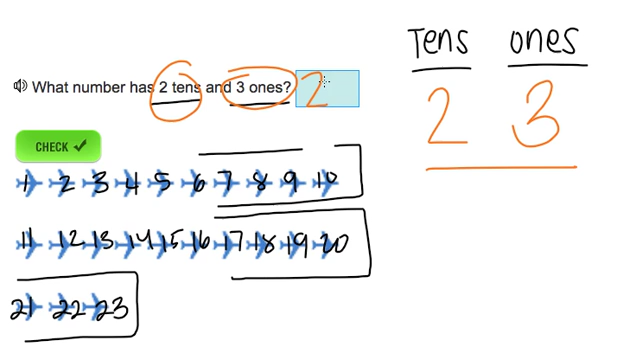 Tens ones
What number has 2 tens and 3 ones? 2
2 3
CHECK ✓
1 2 3 4 5 6 7 8 9 10
11 12 13 14 15 16 17 18 19 20
21 22 23